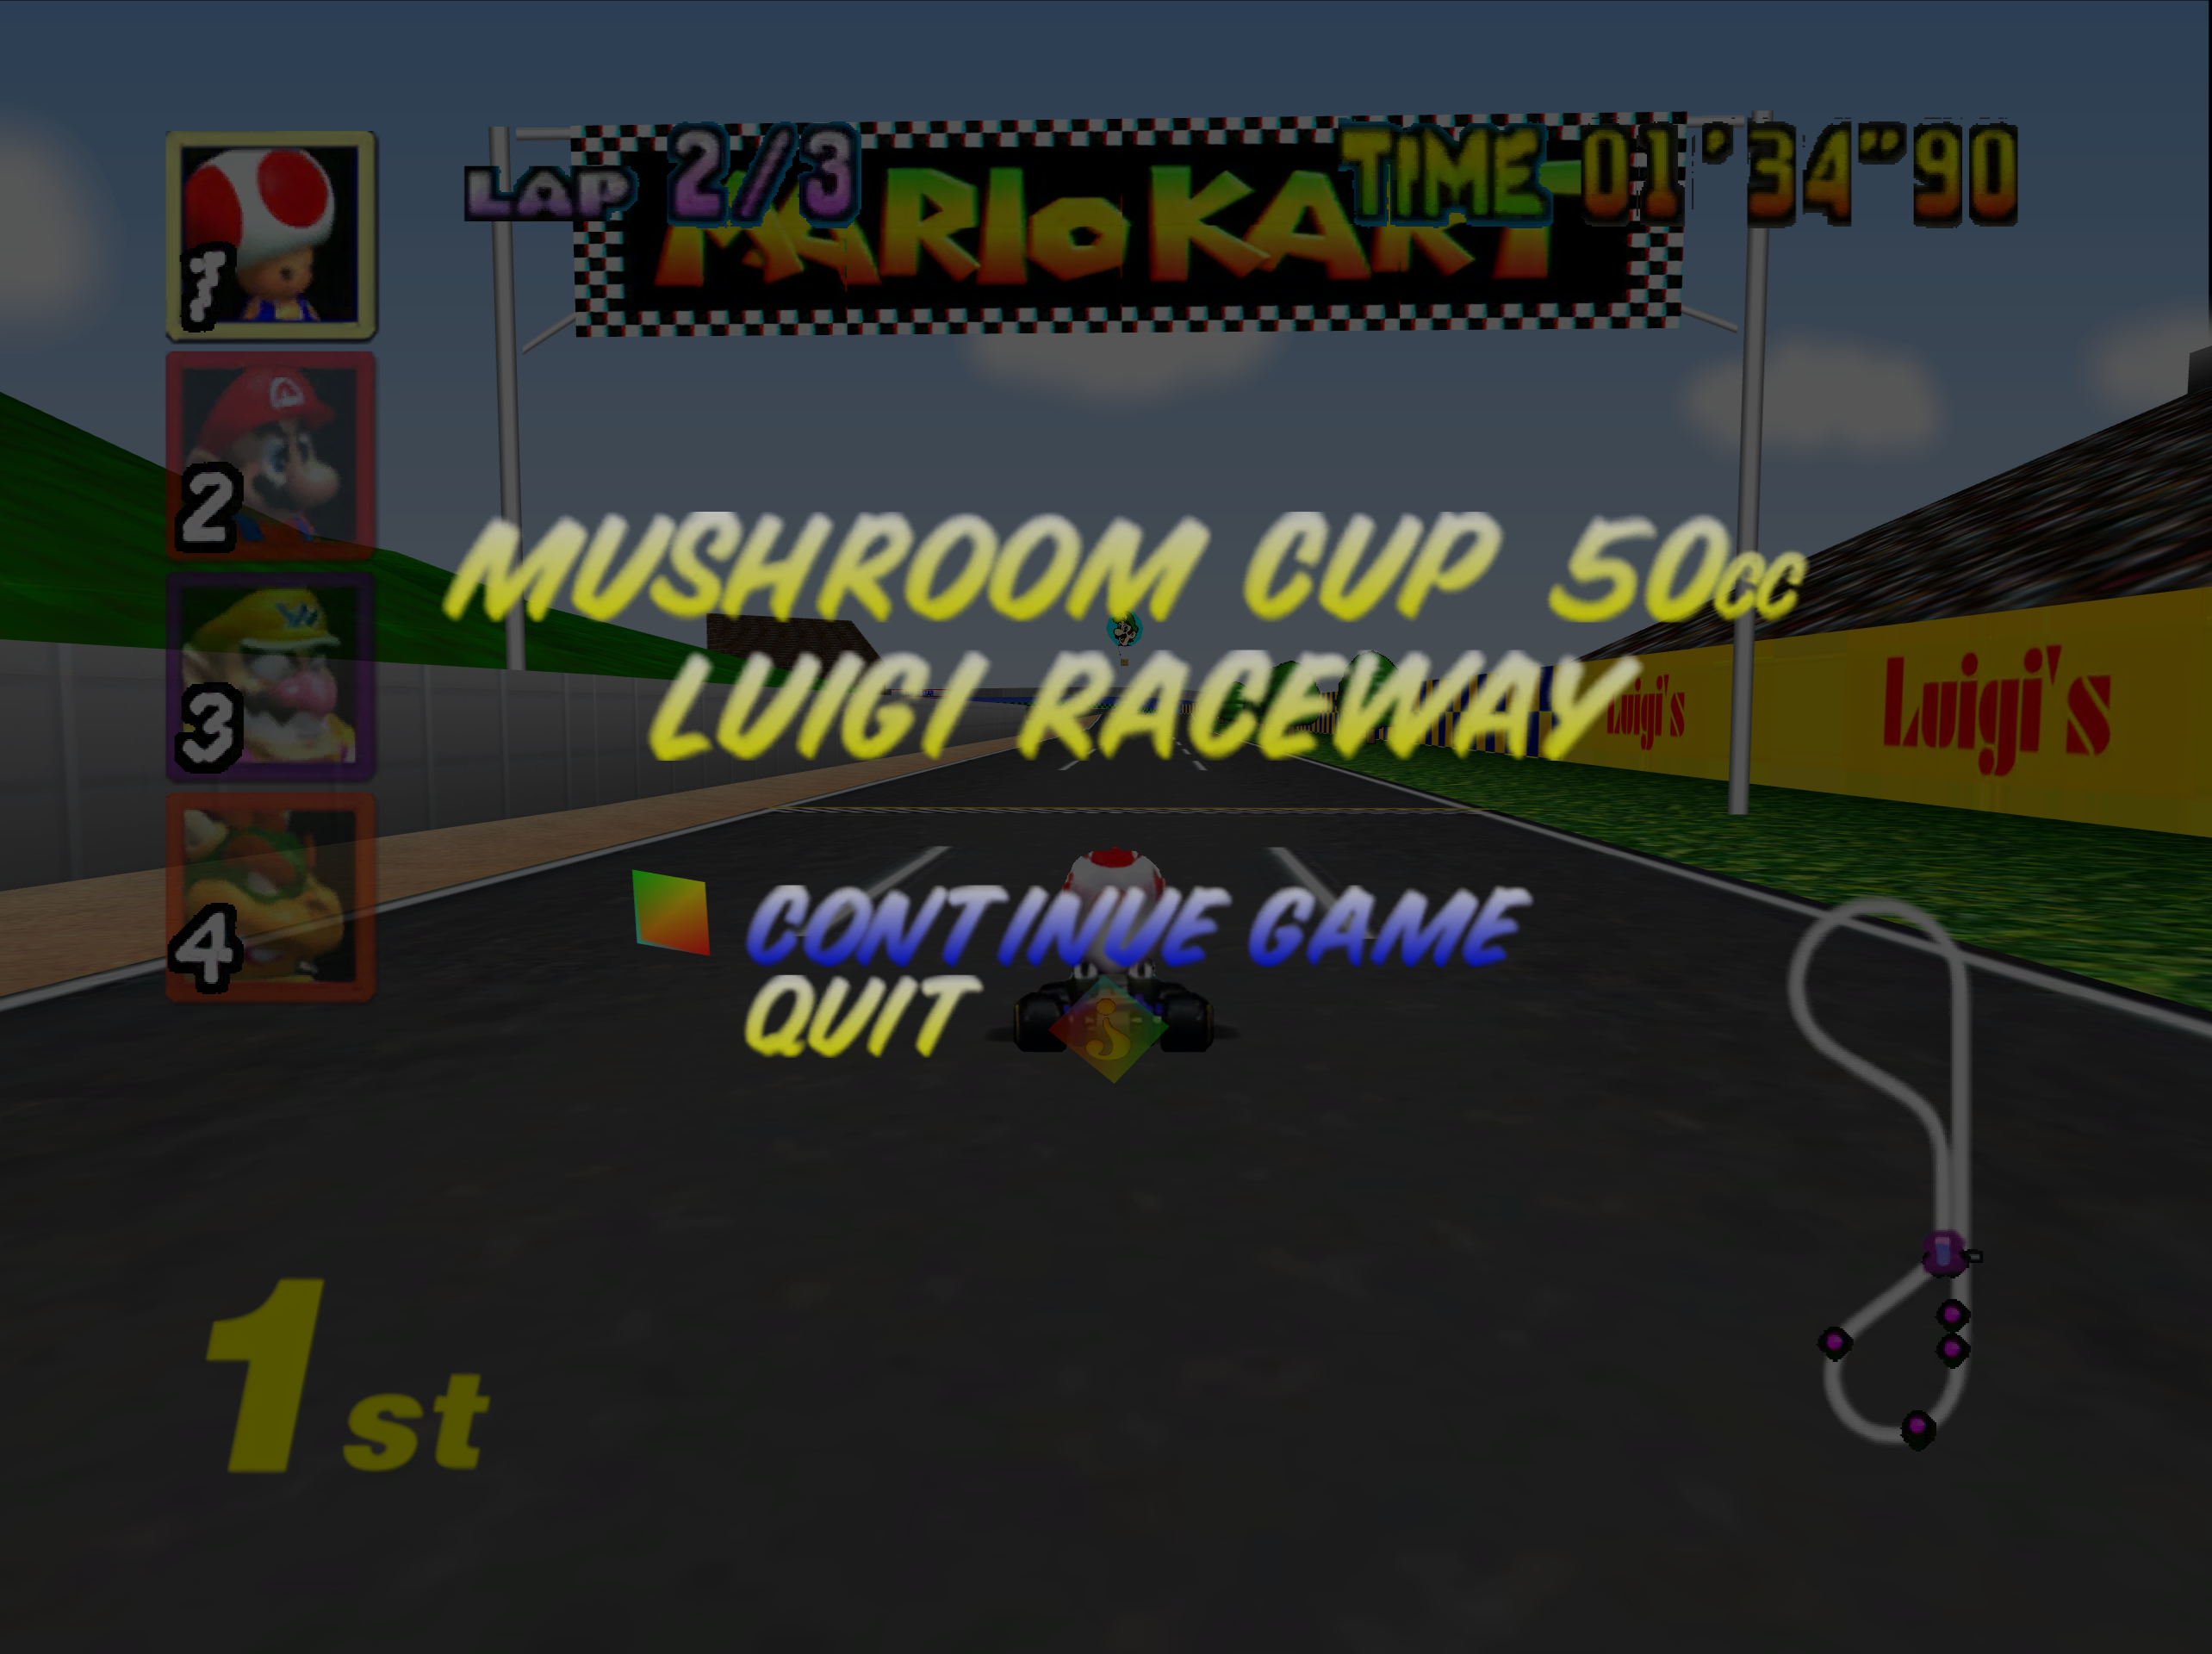 LAP 2/3
TIME 01'34"90
MARIO KART
1
2
3
4
MUSHROOM CUP 50cc
LUIGI RACEWAY
Luigi's
Luigi's
CONTINUE GAME
QUIT
1st